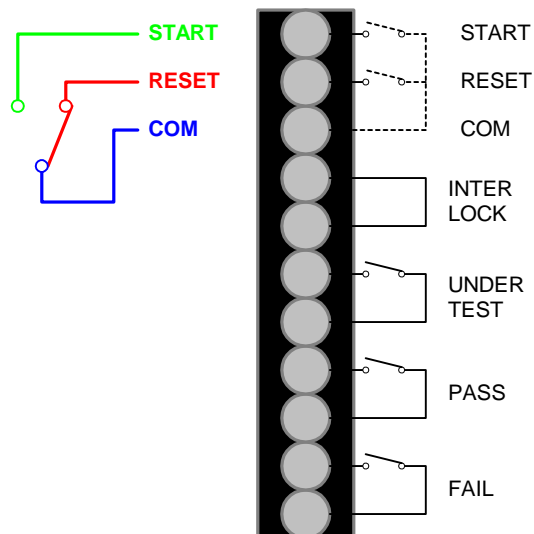 START
RESET
COM
START
RESET
COM
INTER
LOCK
UNDER
TEST
PASS
FAIL